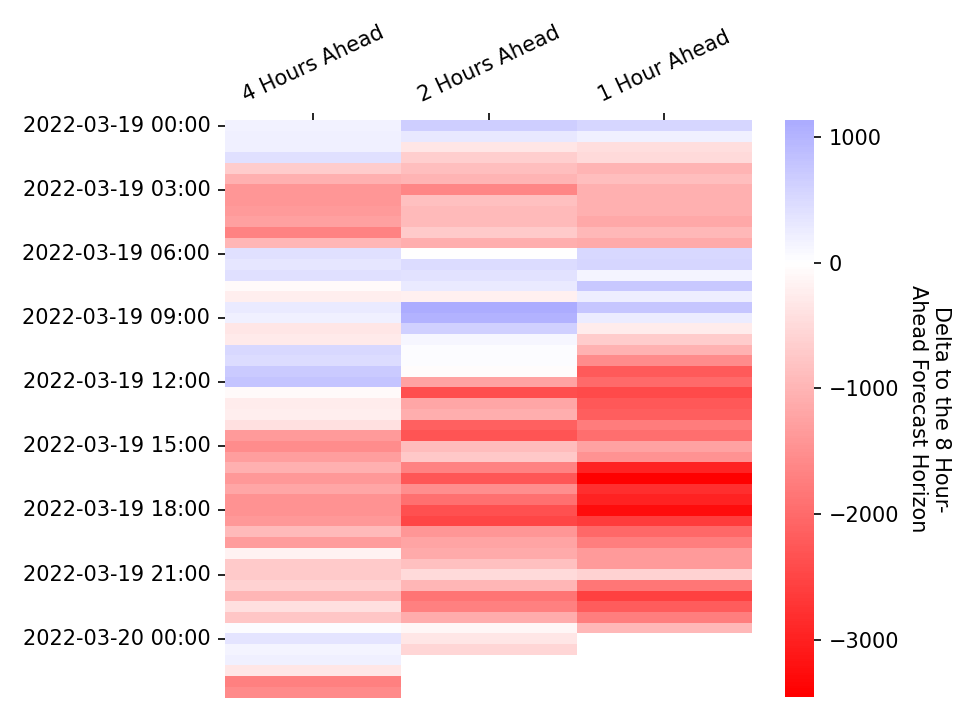 4 Hours Ahead
2 Hours Ahead
1 Hour Ahead
2022-03-19 00:00
2022-03-19 03:00
2022-03-19 06:00
2022-03-19 09:00
2022-03-19 12:00
2022-03-19 15:00
2022-03-19 18:00
2022-03-19 21:00
2022-03-20 00:00
1000
0
−1000
−2000
−3000
Delta to the 8 Hour-
Ahead Forecast Horizon